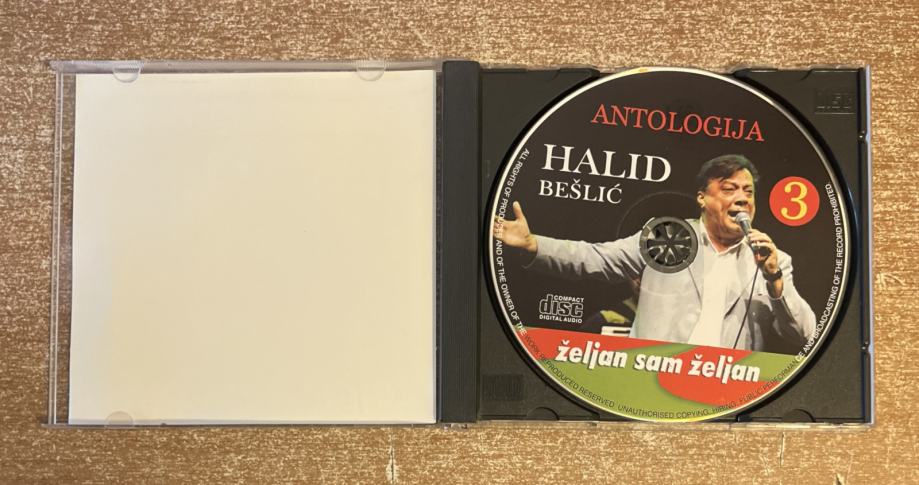 ANTOLOGIJA
HALID
BEŠLIĆ
3
COMPACT
disc
DIGITAL AUDIO
željan sam željan
ALL RIGHTS OF PRODUCER AND OF THE OWNER OF THE WORK REPRODUCED RESERVED. UNAUTHORISED COPYING, HIRING, PUBLIC PERFORMANCE AND BROADCASTING OF THE RECORD PROHIBITED